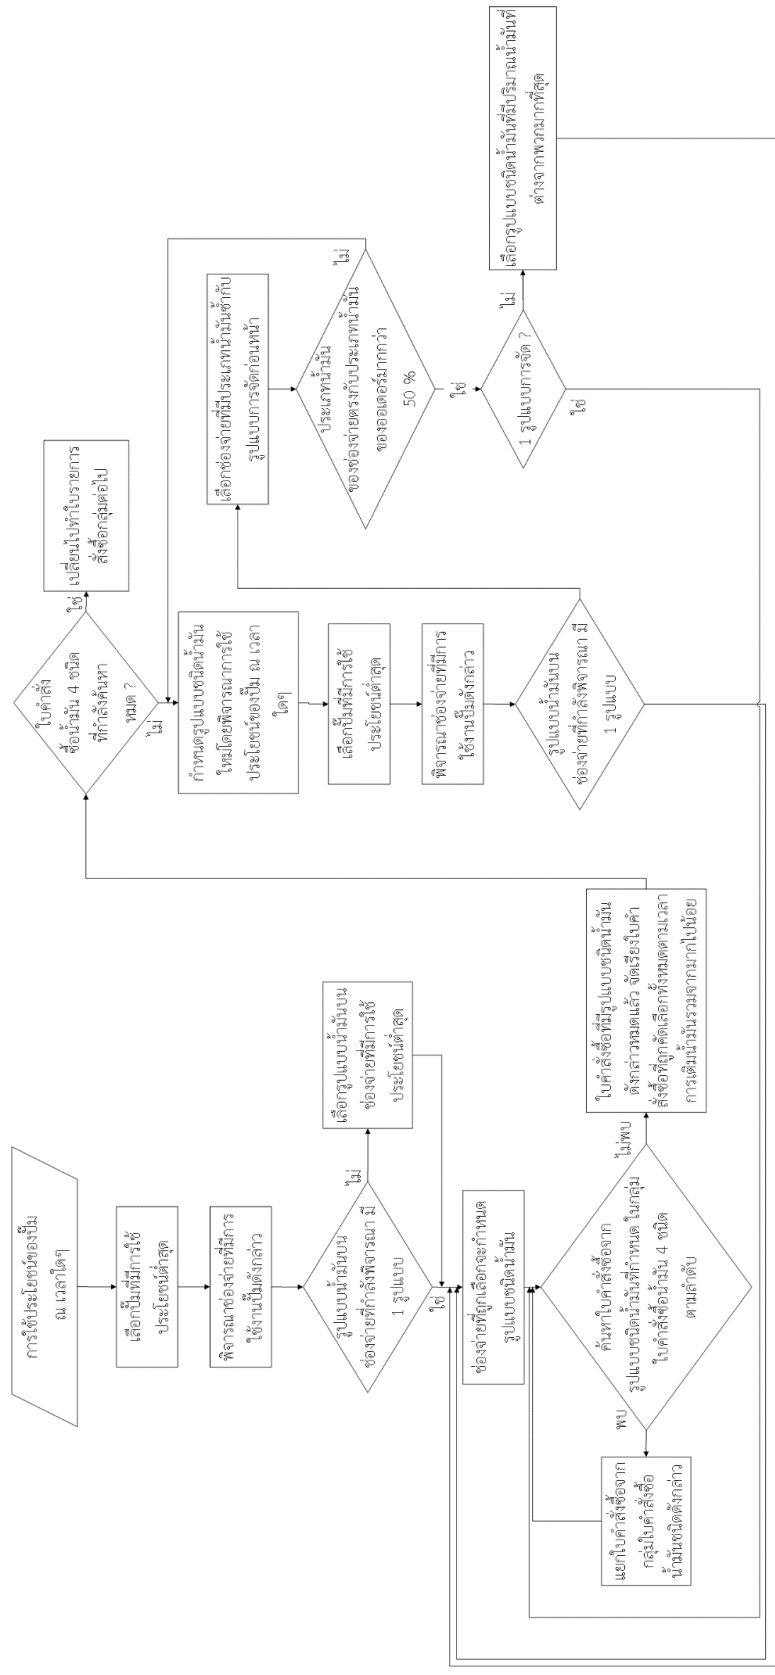 การใช้ประโยชน์ของปั๊ม
ณ เวลาใดๆ
เลือกปั๊มที่มีการใช้
ประโยชน์ต่ำสุด
พิจารณาช่องจ่ายที่มีการ
ใช้งานปั๊มดังกล่าว
รูปแบบน้ำมันบน
ช่องจ่ายที่กำลังพิจารณา มี
1 รูปแบบ
ไม่
เลือกรูปแบบน้ำมันบน
ช่องจ่ายที่มีการใช้
ประโยชน์ต่ำสุด
ใช่
ช่องจ่ายที่ถูกเลือกจะกำหนด
รูปแบบชนิดน้ำมัน
ค้นหาใบคำสั่งซื้อจาก
รูปแบบชนิดน้ำมันที่กำหนด ในกลุ่ม
ใบคำสั่งซื้อน้ำมัน 4 ชนิด
ตามลำดับ
พบ
แยกใบคำสั่งซื้อจาก
กลุ่มใบคำสั่งซื้อ
น้ำมันชนิดดังกล่าว
ไม่พบ
ใบคำสั่งซื้อที่มีรูปแบบชนิดน้ำมัน
ดังกล่าวหมดแล้ว จัดเรียงใบคำ
สั่งซื้อที่ถูกคัดเลือกทั้งหมดตามเวลา
การเติมน้ำมันรวมจากมากไปน้อย
ใบคำสั่ง
ซื้อน้ำมัน 4 ชนิด
ที่กำลังค้นหา
หมด ?
ใช่
เปลี่ยนไปทำใบรายการ
สั่งซื้อกลุ่มต่อไป
ไม่
กำหนดรูปแบบชนิดน้ำมัน
ใหม่โดยพิจารณาการใช้
ประโยชน์ของปั๊ม ณ เวลา
ใดๆ
เลือกปั๊มที่มีการใช้
ประโยชน์ต่ำสุด
พิจารณาช่องจ่ายที่มีการ
ใช้งานปั๊มดังกล่าว
รูปแบบน้ำมันบน
ช่องจ่ายที่กำลังพิจารณา มี
1 รูปแบบ
เลือกช่องจ่ายที่มีประเภทน้ำมันซ้ำกับ
รูปแบบการจัดก่อนหน้า
ประเภทน้ำมัน
ของช่องจ่ายตรงกับประเภทน้ำมัน
ของออเดอร์มากกว่า
50 %
ไม่
ใช่
1 รูปแบบการจัด ?
ไม่
ใช่
เลือกรูปแบบชนิดน้ำมันที่มีปริมาณน้ำมันที่
ต่างจากพวกมากที่สุด